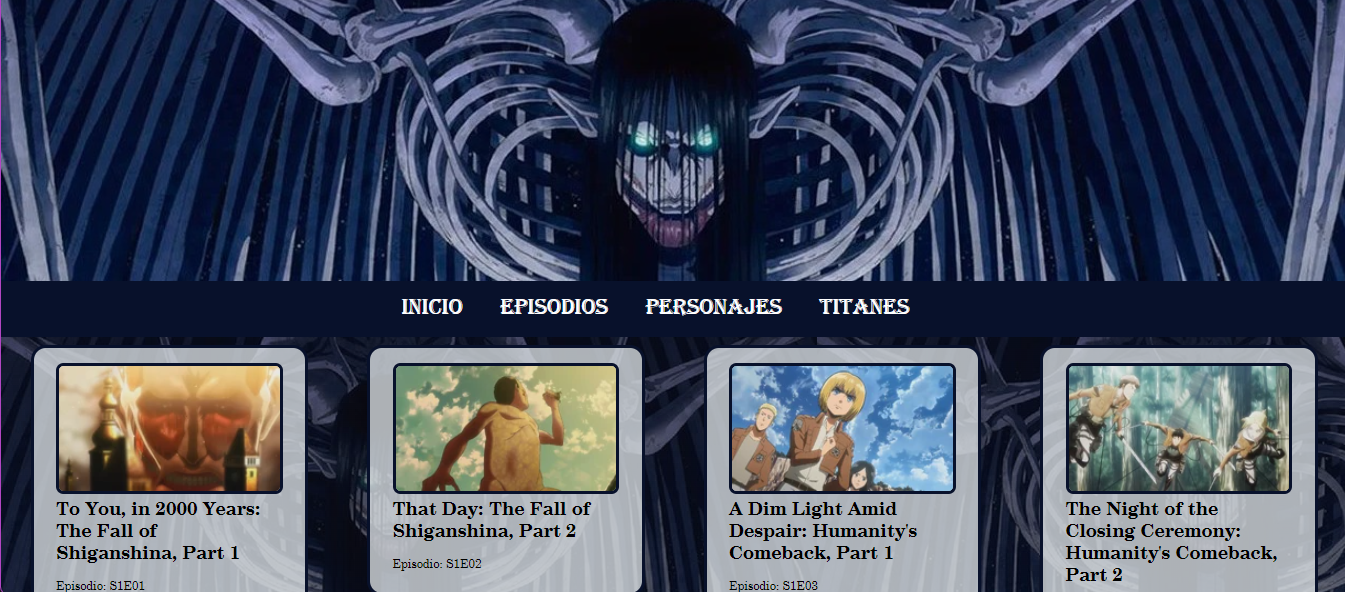 INICIO EPISODIOS PERSONAJES TITANES
To You, in 2000 Years:
The Fall of
Shiganshina, Part 1
Episodio: S1E01
That Day: The Fall of
Shiganshina, Part 2
Episodio: S1E02
A Dim Light Amid
Despair: Humanity's
Comeback, Part 1
Episodio: S1E03
The Night of the
Closing Ceremony:
Humanity's Comeback,
Part 2